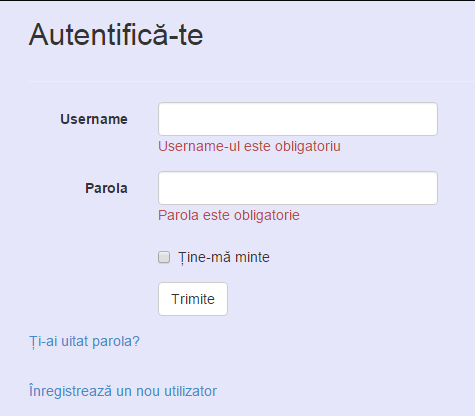 Autentifică-te
Username
Username-ul este obligatoriu
Parola
Parola este obligatorie
Ține-mă minte
Trimite
Ți-ai uitat parola?
Înregistrează un nou utilizator